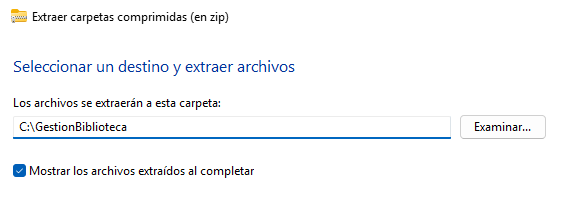 Extraer carpetas comprimidas (en zip)
Seleccionar un destino y extraer archivos
Los archivos se extraerán a esta carpeta:
C:\GestionBiblioteca
Examinar...
Mostrar los archivos extraídos al completar